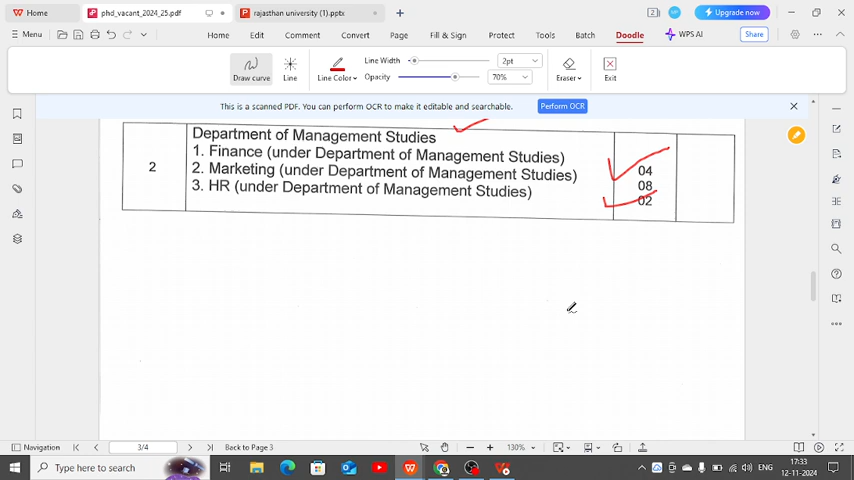 Home
phd_vacant_2024_25.pdf
rajasthan university (1).pptx
Upgrade now
Menu
Home
Edit
Comment
Convert
Page
Fill & Sign
Protect
Tools
Batch
Doodle
WPS AI
Share
Draw curve
Line
Line Color
Line Width
2pt
Opacity
70%
Eraser
Exit
This is a scanned PDF. You can perform OCR to make it editable and searchable.
Perform OCR
2
Department of Management Studies
1. Finance (under Department of Management Studies)
04
2. Marketing (under Department of Management Studies)
08
3. HR (under Department of Management Studies)
02
Navigation
3/4
Back to Page 3
130%
Type here to search
ENG
17:33
12-11-2024